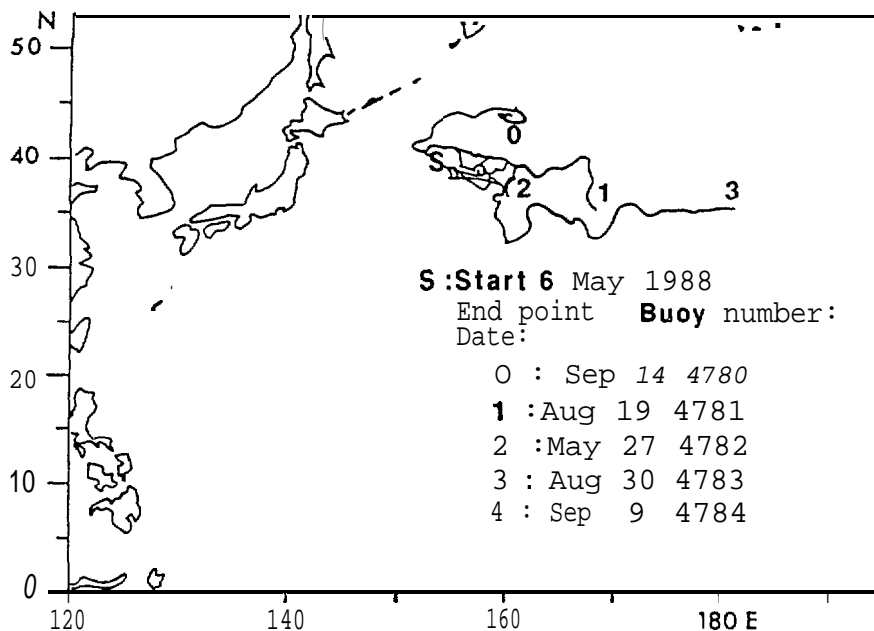 N
50
40
30
20
10
0
0
S
2
1
3
S :Start 6 May 1988
End point Buoy number:
Date:
O : Sep 14 4780
1 :Aug 19 4781
2 :May 27 4782
3 : Aug 30 4783
4 : Sep 9 4784
120 140 160 180 E